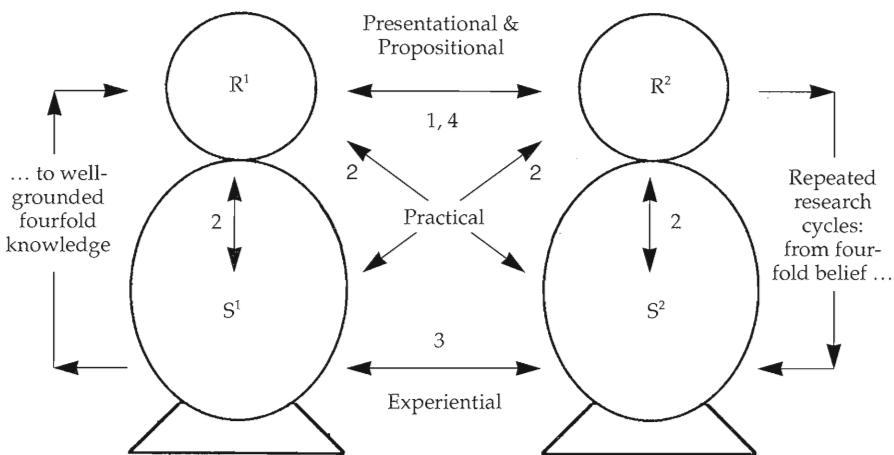 Presentational &
Propositional
R¹
R²
1, 4
… to well-
grounded
fourfold
knowledge
2
2
2
Practical
2
Repeated
research
cycles:
from four-
fold belief …
S¹
S²
3
Experiential